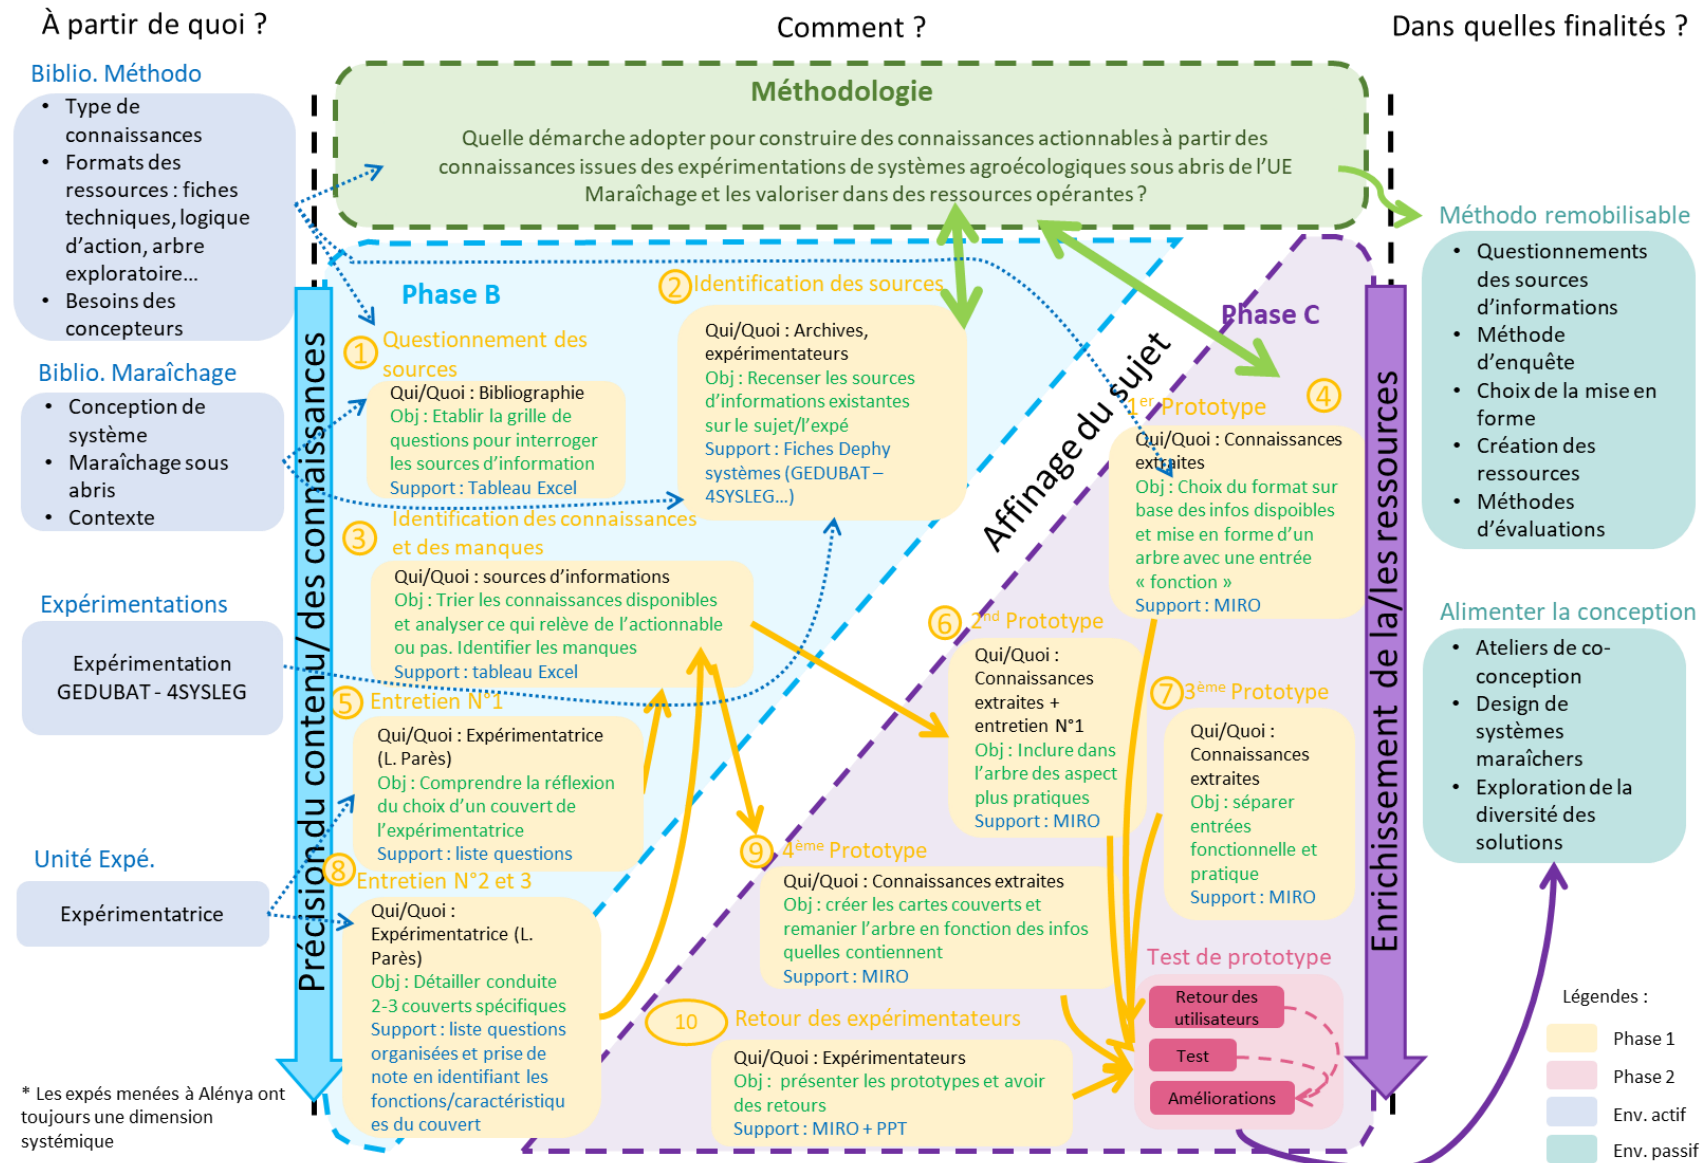 À partir de quoi ?
Comment ?
Dans quelles finalités ?
Biblio. Méthodo
• Type de
connaissances
• Formats des
ressources : fiches
techniques, logique
d’action, arbre
exploratoire…
• Besoins des
concepteurs
Biblio. Maraîchage
• Conception de
système
• Maraîchage sous
abris
• Contexte
Expérimentations
Expérimentation
GEDUBAT - 4SYSLEG
Unité Expé.
Expérimentatrice
* Les expés menées à Alénya ont
toujours une dimension
systémique
Méthodologie
Quelle démarche adopter pour construire des connaissances actionnables à partir des
connaissances issues des expérimentations de systèmes agroécologiques sous abris de l’UE
Maraîchage et les valoriser dans des ressources opérantes ?
Précision du contenu/ des connaissances
Phase B
1
Questionnement des
sources
Qui/Quoi : Bibliographie
Obj : Etablir la grille de
questions pour interroger
les sources d’information
Support : Tableau Excel
2
Identification des sources
Qui/Quoi : Archives,
expérimentateurs
Obj : Recenser les sources
d’informations existantes
sur le sujet/l’expé
Support : Fiches Dephy
systèmes (GEDUBAT –
4SYSLEG…)
3
Identification des connaissances
et des manques
Qui/Quoi : sources d’informations
Obj : Trier les connaissances disponibles
et analyser ce qui relève de l’actionnable
ou pas. Identifier les manques
Support : tableau Excel
5
Entretien N°1
Qui/Quoi : Expérimentatrice
(L. Parès)
Obj : Comprendre la réflexion
du choix d’un couvert de
l’expérimentatrice
Support : liste questions
8
Entretien N°2 et 3
Qui/Quoi :
Expérimentatrice (L.
Parès)
Obj : Détailler conduite
2-3 couverts spécifiques
Support : liste questions
organisées et prise de
note en identifiant les
fonctions/caractéristiqu
es du couvert
Affinage du sujet
Phase C
4
1er Prototype
Qui/Quoi : Connaissances
extraites
Obj : Choix du format sur
base des infos dispoibles
et mise en forme d’un
arbre avec une entrée
« fonction »
Support : MIRO
6
2nd Prototype
Qui/Quoi :
Connaissances
extraites +
entretien N°1
Obj : Inclure dans
l’arbre des aspect
plus pratiques
Support : MIRO
7
3ème Prototype
Qui/Quoi :
Connaissances
extraites
Obj : séparer
entrées
fonctionnelle et
pratique
Support : MIRO
9
4ème Prototype
Qui/Quoi : Connaissances extraites
Obj : créer les cartes couverts et
remanier l’arbre en fonction des infos
quelles contiennent
Support : MIRO
10
Retour des expérimentateurs
Qui/Quoi : Expérimentateurs
Obj : présenter les prototypes et avoir
des retours
Support : MIRO + PPT
Test de prototype
Retour des
utilisateurs
Test
Améliorations
Enrichissement de la/les ressources
Méthodo remobilisable
• Questionnements
des sources
d’informations
• Méthode
d’enquête
• Choix de la mise en
forme
• Création des
ressources
• Méthodes
d’évaluations
Alimenter la conception
• Ateliers de co-
conception
• Design de
systèmes
maraîchers
• Exploration de la
diversité des
solutions
Légendes :
Phase 1
Phase 2
Env. actif
Env. passif